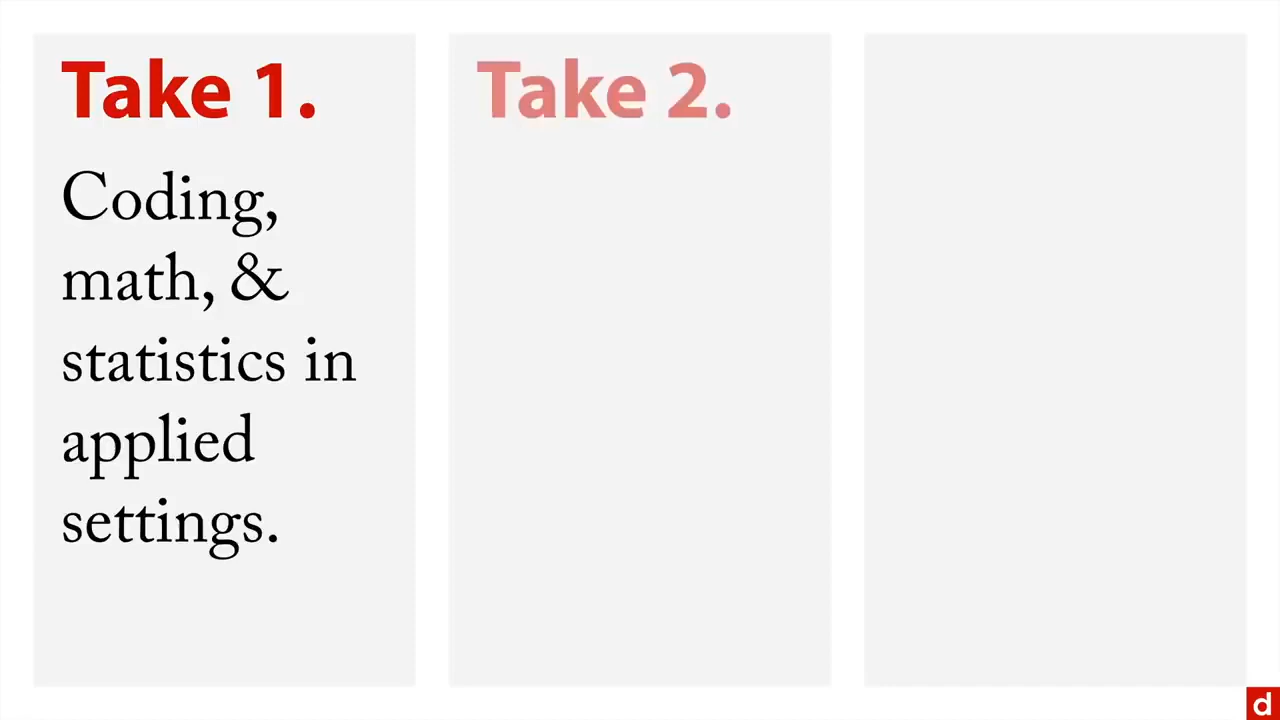 Take 1.
Coding,
math, &
statistics in
applied
settings.
Take 2.
d